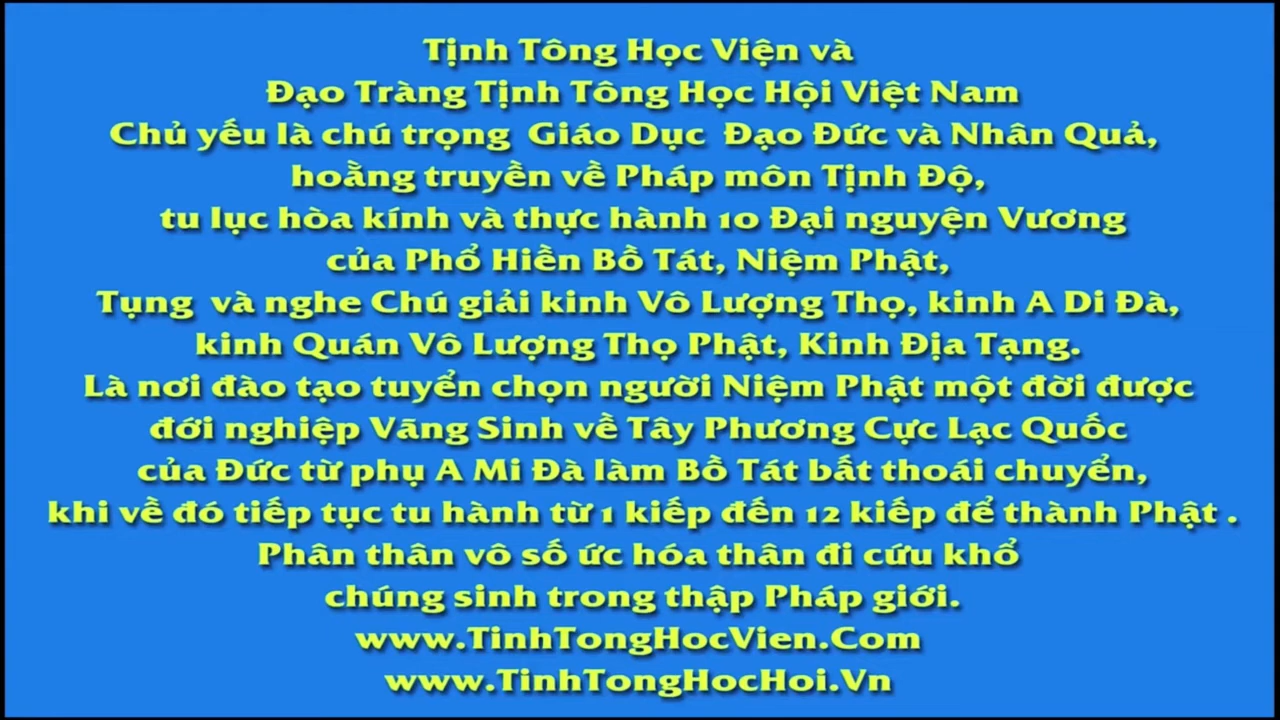 Tịnh Tông Học Viện và
Đạo Tràng Tịnh Tông Học Hội Việt Nam
Chủ yếu là chú trọng Giáo Dục Đạo Đức và Nhân Quả,
hoằng truyền về Pháp môn Tịnh Độ,
tu lục hòa kính và thực hành 10 Đại nguyện Vương
của Phổ Hiền Bồ Tát, Niệm Phật,
Tụng và nghe Chú giải kinh Vô Lượng Thọ, kinh A Di Đà,
kinh Quán Vô Lượng Thọ Phật, Kinh Địa Tạng.
Là nơi đào tạo tuyển chọn người Niệm Phật một đời được
đới nghiệp Vãng Sinh về Tây Phương Cực Lạc Quốc
của Đức từ phụ A Mi Đà làm Bồ Tát bất thoái chuyển,
khi về đó tiếp tục tu hành từ 1 kiếp đến 12 kiếp để thành Phật .
Phân thân vô số ức hóa thân đi cứu khổ
chúng sinh trong thập Pháp giới.
www.TinhTongHocVien.Com
www.TinhTongHocHoi.Vn